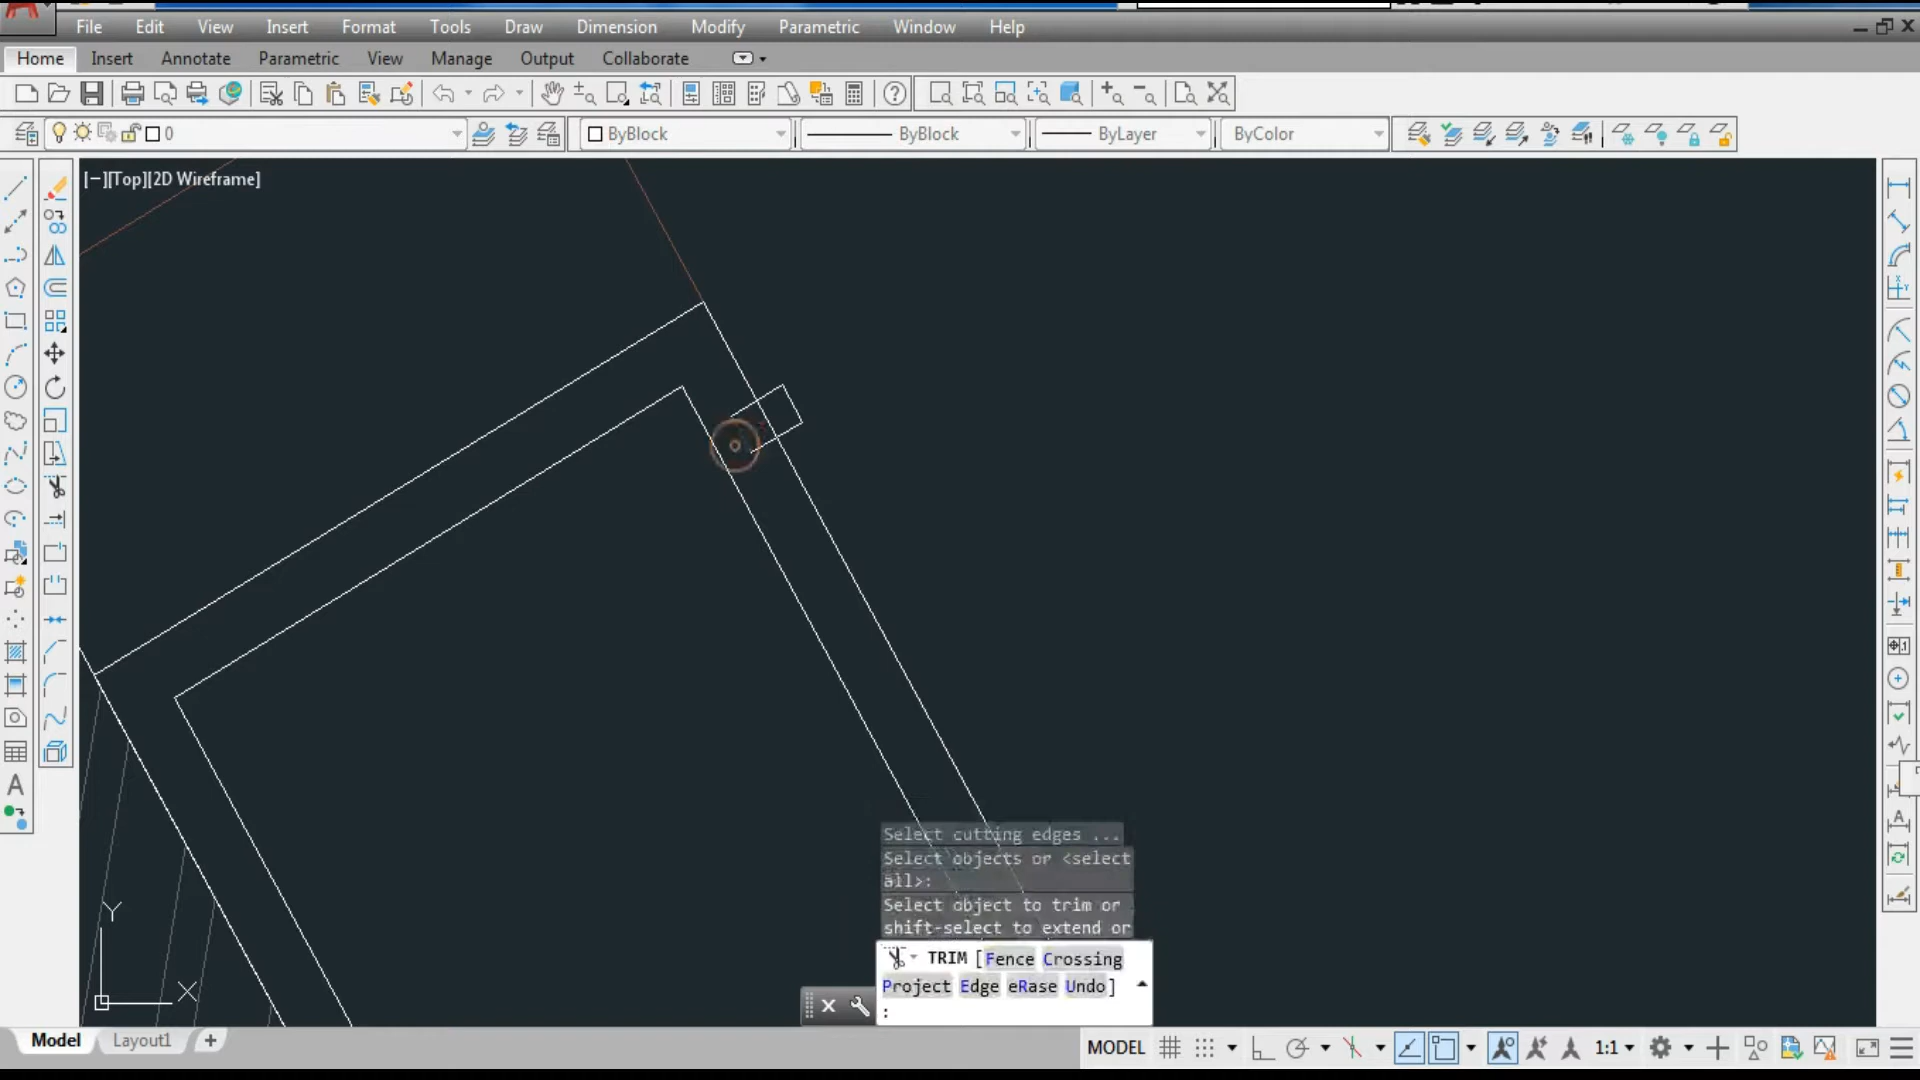 File Edit View Insert Format Tools Draw Dimension Modify Parametric Window Help
Home Insert Annotate Parametric View Manage Output Collaborate
0 ByBlock ByBlock ByLayer ByColor
[−][Top][2D Wireframe]
Select cutting edges ...
Select objects or <select
all>:
Select object to trim or
shift-select to extend or
TRIM [Fence Crossing
Project Edge eRase Undo]
:
Y
X
A
A
Model Layout1 +
MODEL 1:1